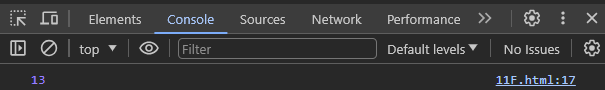 Elements Console Sources Network Performance
top Filter Default levels No Issues
13 11F.html:17